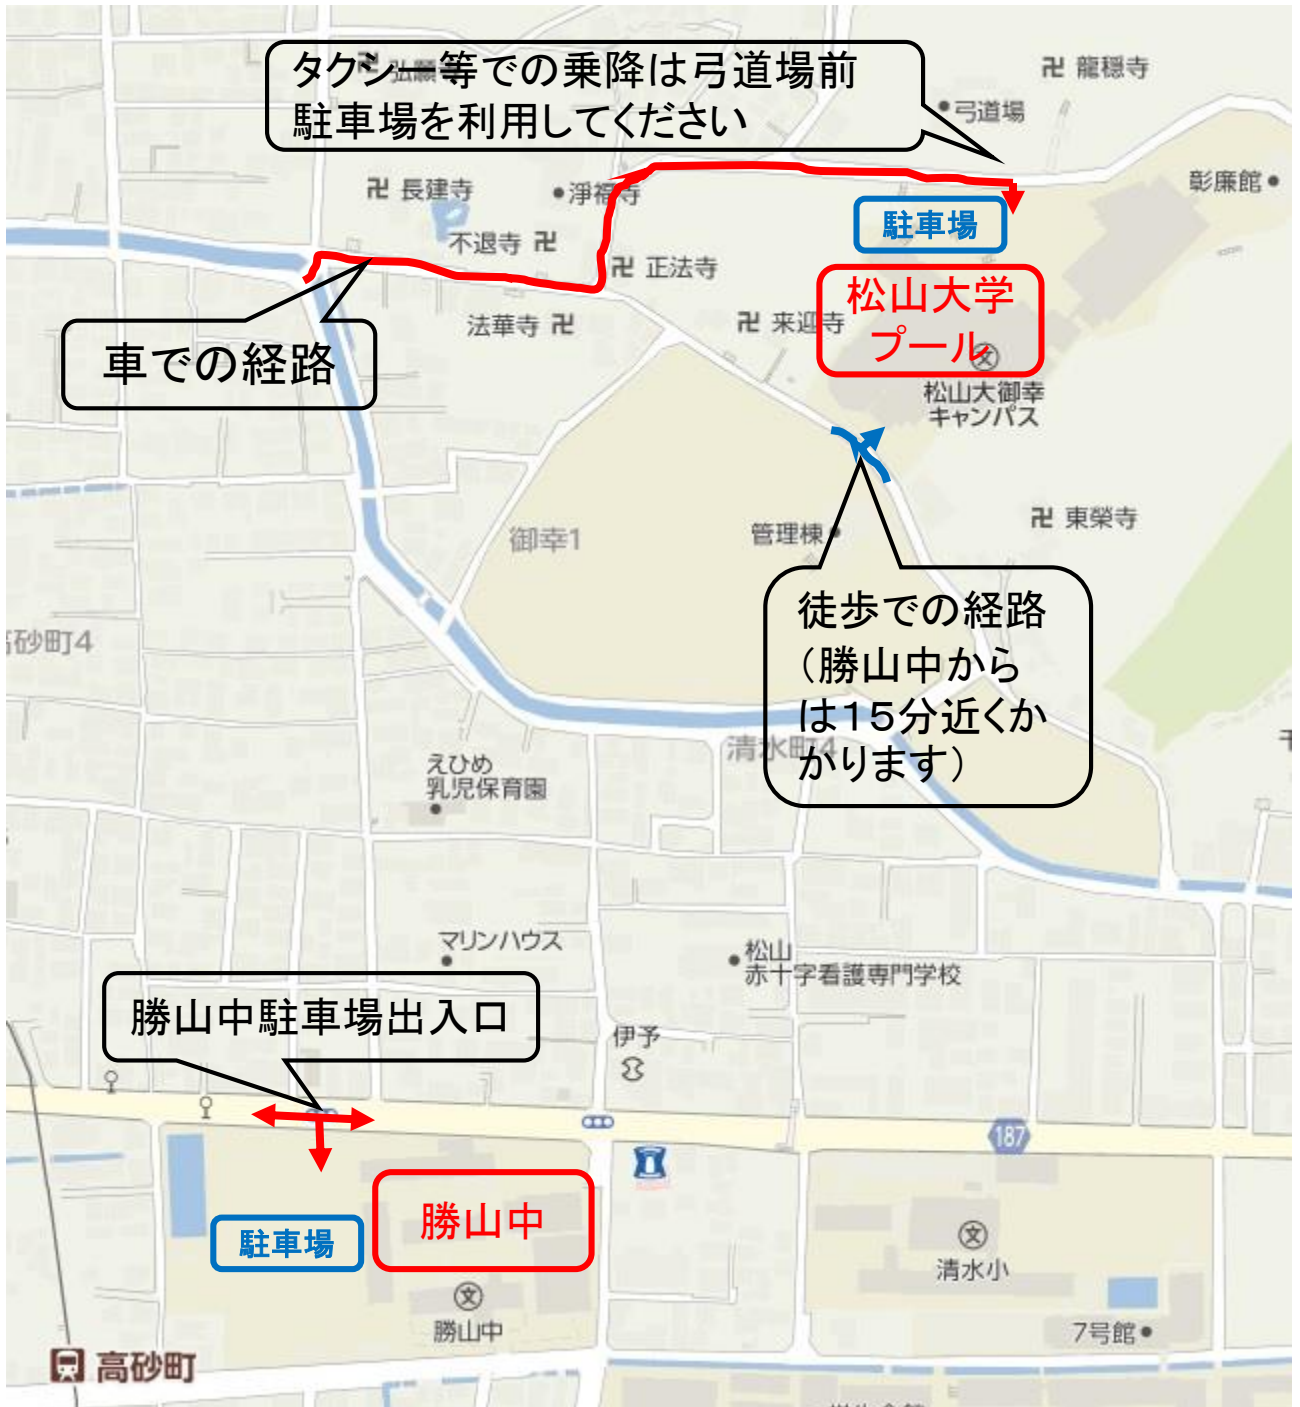 タクシー等での乗降は弓道場前
駐車場を利用してください
龍穏寺
弓道場
彰廉館
長建寺
浄福寺
駐車場
不退寺
正法寺
松山大学
プール
法華寺
来迎寺
車での経路
松山大御幸
キャンパス
御幸1
管理棟
東榮寺
徒歩での経路
（勝山中から
は15分近くか
かります）
砂町4
清水町4
えひめ
乳児保育園
マリンハウス
松山
赤十字看護専門学校
勝山中駐車場出入口
伊予
187
勝山中
駐車場
清水小
勝山中
7号館
高砂町